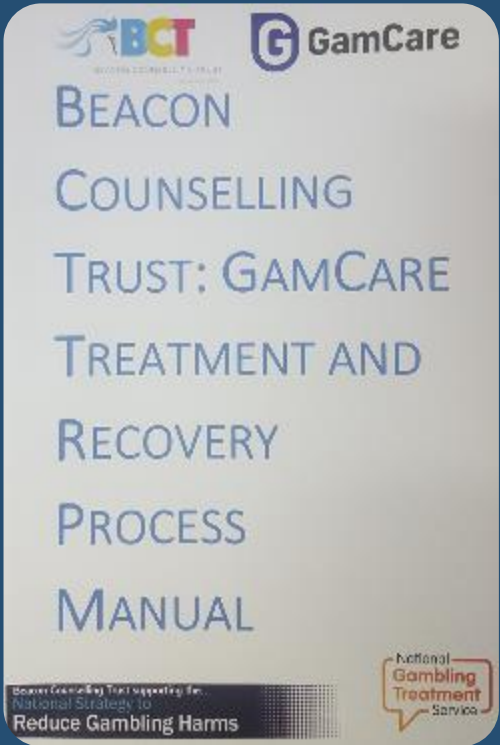 BCT GamCare
BEACON
COUNSELLING
TRUST: GAMCARE
TREATMENT AND
RECOVERY
PROCESS
MANUAL
Beacon Counselling Trust supporting the...
National Strategy to
Reduce Gambling Harms
National
Gambling
Treatment
Service